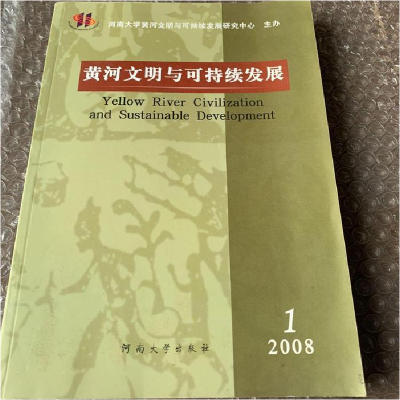 河南大学黄河文明与可持续发展研究中心 主办
黄河文明与可持续发展
Yellow River Civilization
and Sustainable Development
1
2008
河南大学出版社